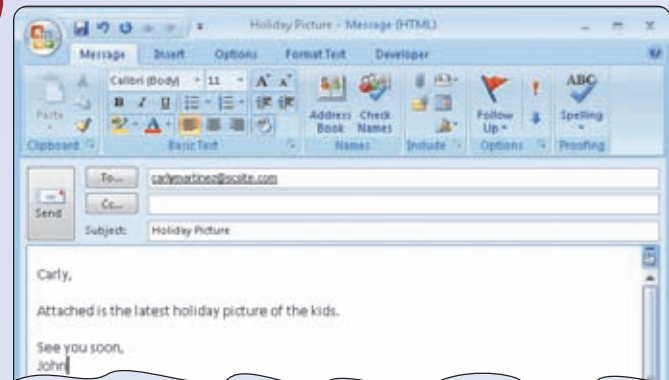 Holiday Picture - Message (HTML)
Message Insert Options Format Text Developer
Paste
Calibri (Body) 11 A A
B I U
A
Address Book
Check Names
Follow Up
ABC
Spelling
Clipboard Basic Text Names Include Options Proofing
Send
To... carlymartinez@scsite.com
Cc...
Subject: Holiday Picture
Carly,
Attached is the latest holiday picture of the kids.
See you soon,
John